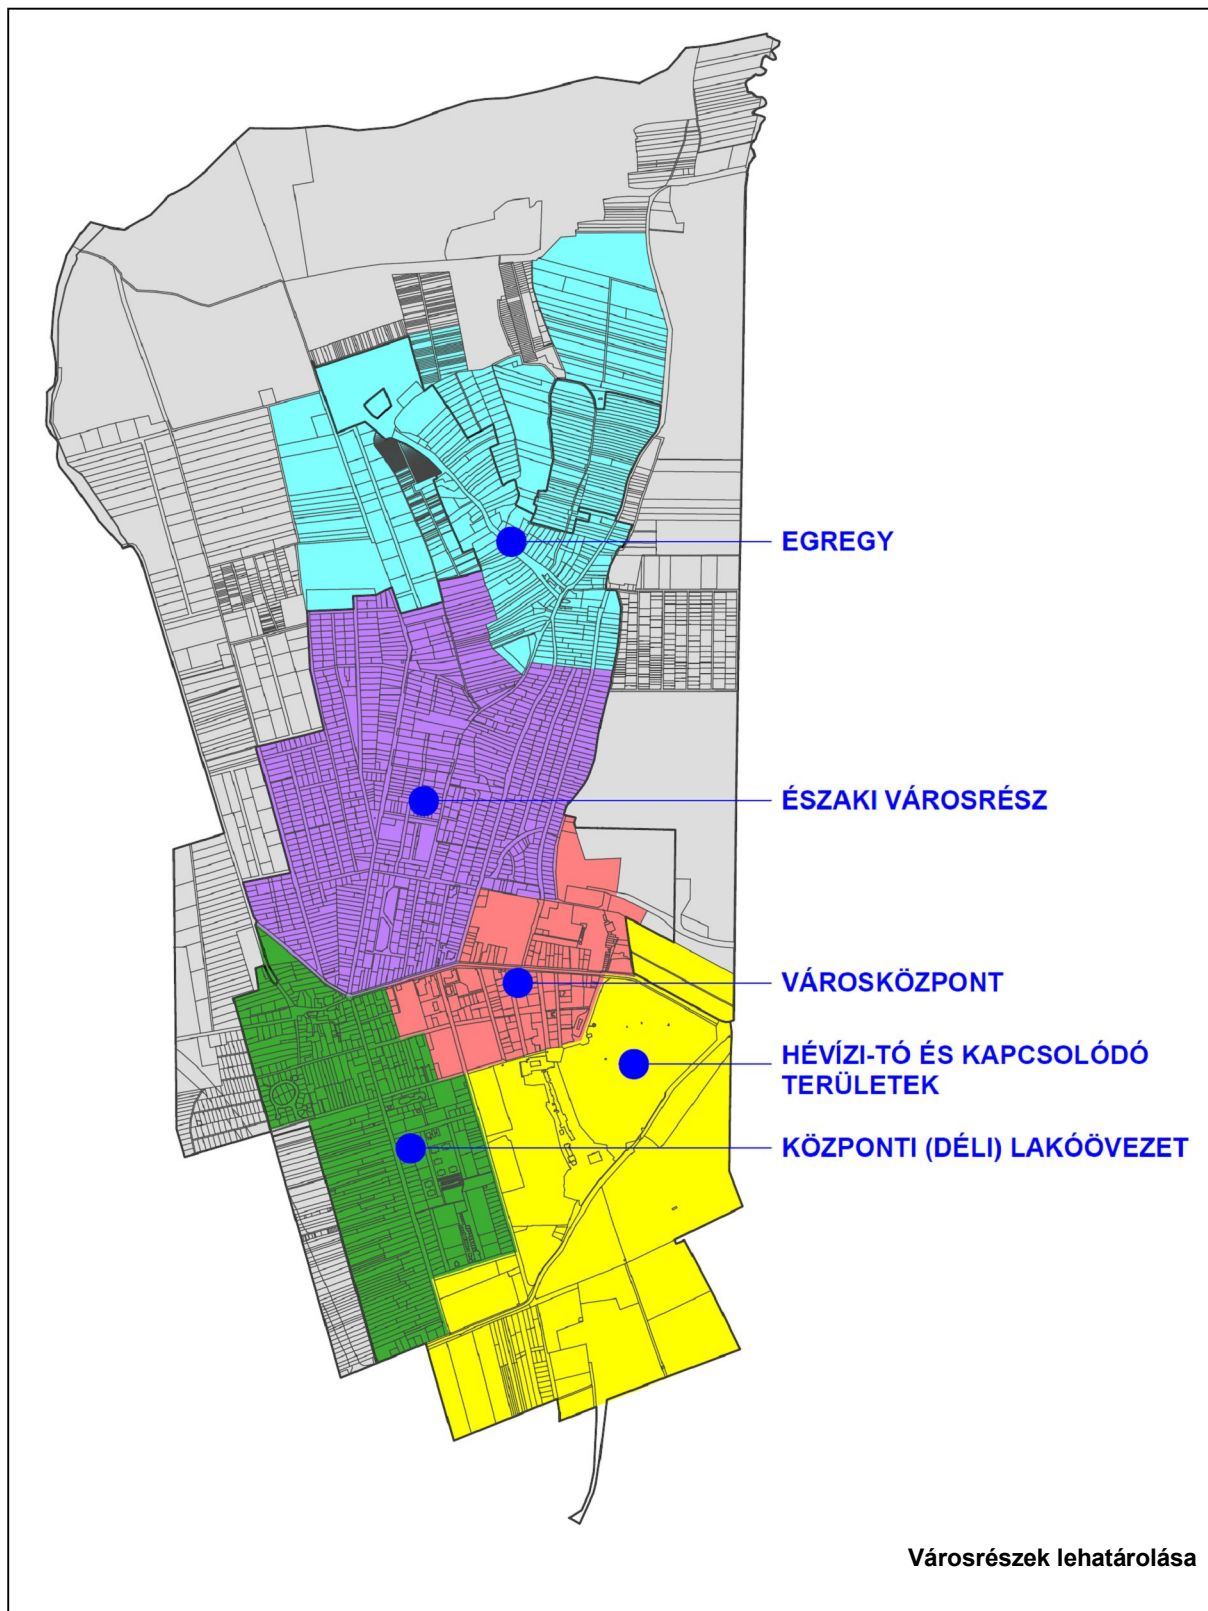 EGREGY
ÉSZAKI VÁROSRÉSZ
VÁROSKÖZPONT
HÉVÍZI-TÓ ÉS KAPCSOLÓDÓ
TERÜLETEK
KÖZPONTI (DÉLI) LAKÓÖVEZET
Városrészek lehatárolása